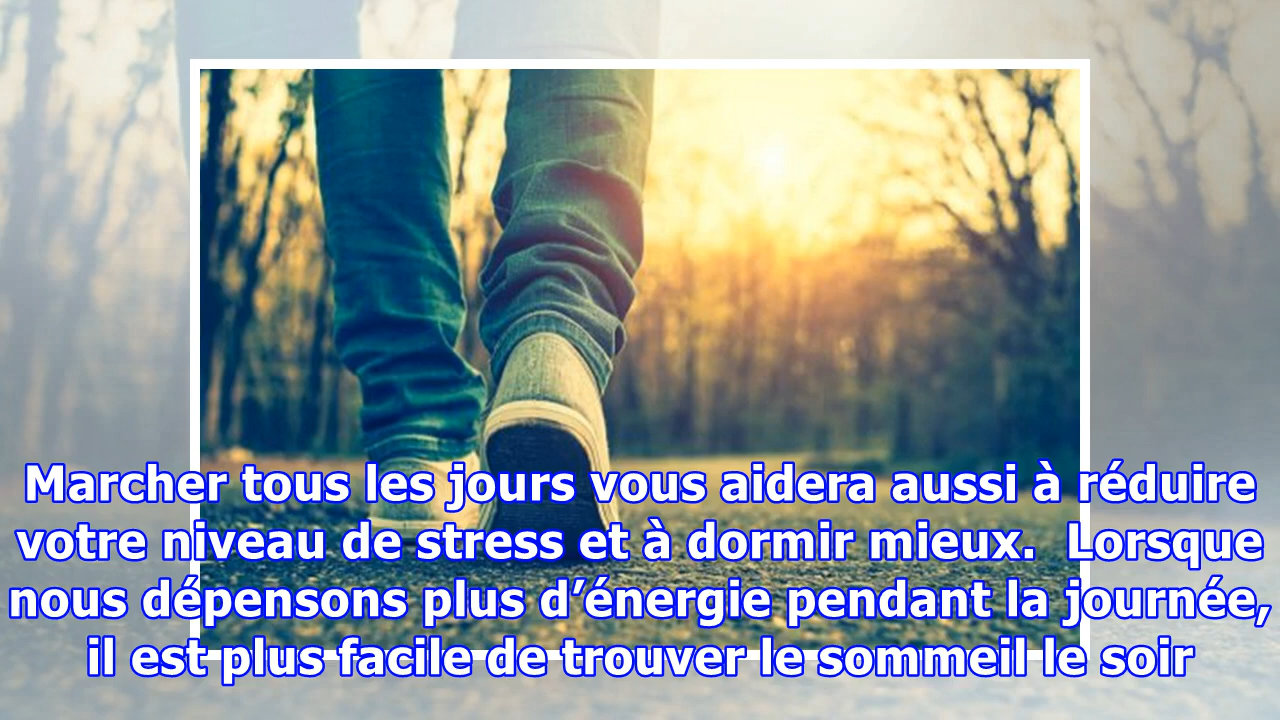 Marcher tous les jours vous aidera aussi à réduire
votre niveau de stress et à dormir mieux.  Lorsque
nous dépensons plus d’énergie pendant la journée,
il est plus facile de trouver le sommeil le soir